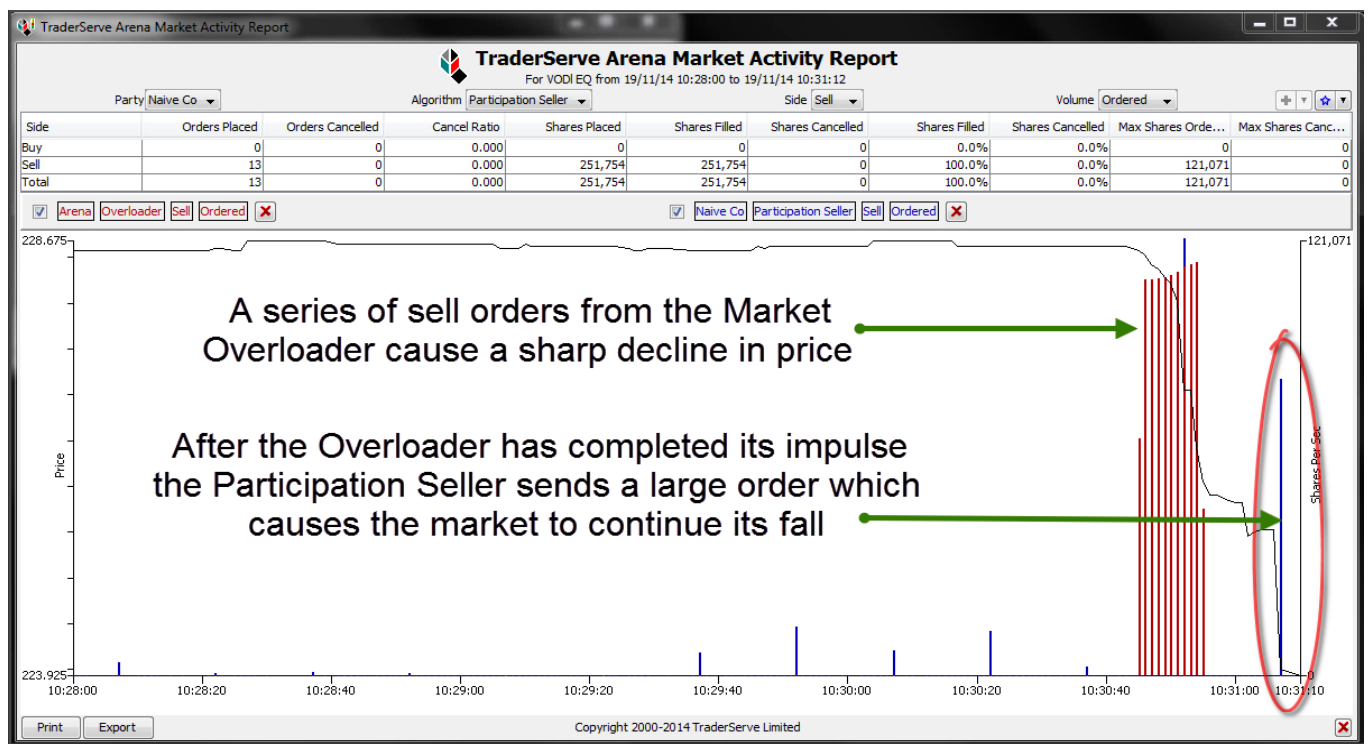 TraderServe Arena Market Activity Report
TraderServe Arena Market Activity Report
For VODl EQ from 19/11/14 10:28:00 to 19/11/14 10:31:12
Party Naive Co Algorithm Participation Seller Side Sell Volume Ordered
Side Orders Placed Orders Cancelled Cancel Ratio Shares Placed Shares Filled Shares Cancelled Shares Filled Shares Cancelled Max Shares Orde... Max Shares Canc...
Buy 0 0 0.000 0 0 0 0.0% 0.0% 0 0
Sell 13 0 0.000 251,754 251,754 0 100.0% 0.0% 121,071 0
Total 13 0 0.000 251,754 251,754 0 100.0% 0.0% 121,071 0
Arena Overloader Sell Ordered Naive Co Participation Seller Sell Ordered
228.675 121,071
A series of sell orders from the Market
Overloader cause a sharp decline in price
After the Overloader has completed its impulse
the Participation Seller sends a large order which
causes the market to continue its fall
Price
Shares Per Sec
223.925 0
10:28:00 10:28:20 10:28:40 10:29:00 10:29:20 10:29:40 10:30:00 10:30:20 10:30:40 10:31:00 10:31:10
Print Export Copyright 2000-2014 TraderServe Limited